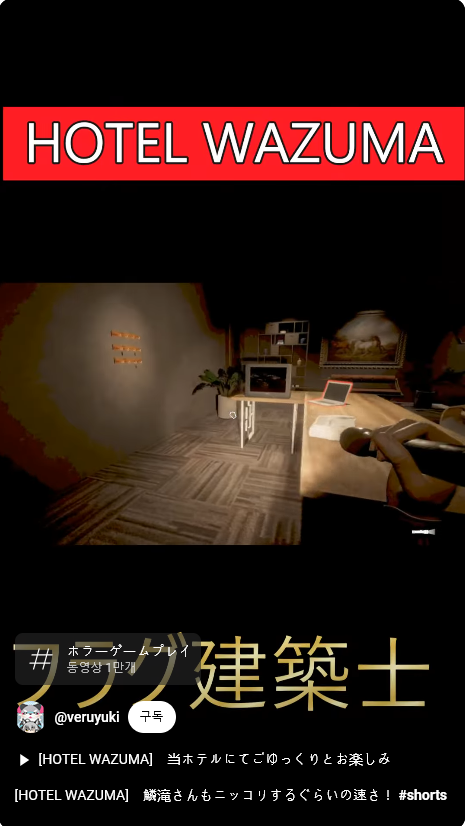 HOTEL WAZUMA
フラグ建築士
# ホラーゲームプレイ
동영상 1만개
@veruyuki 구독
[HOTEL WAZUMA] 当ホテルにてごゆっくりとお楽しみ
[HOTEL WAZUMA] 鱗滝さんもニッコリするぐらいの速さ！ #shorts